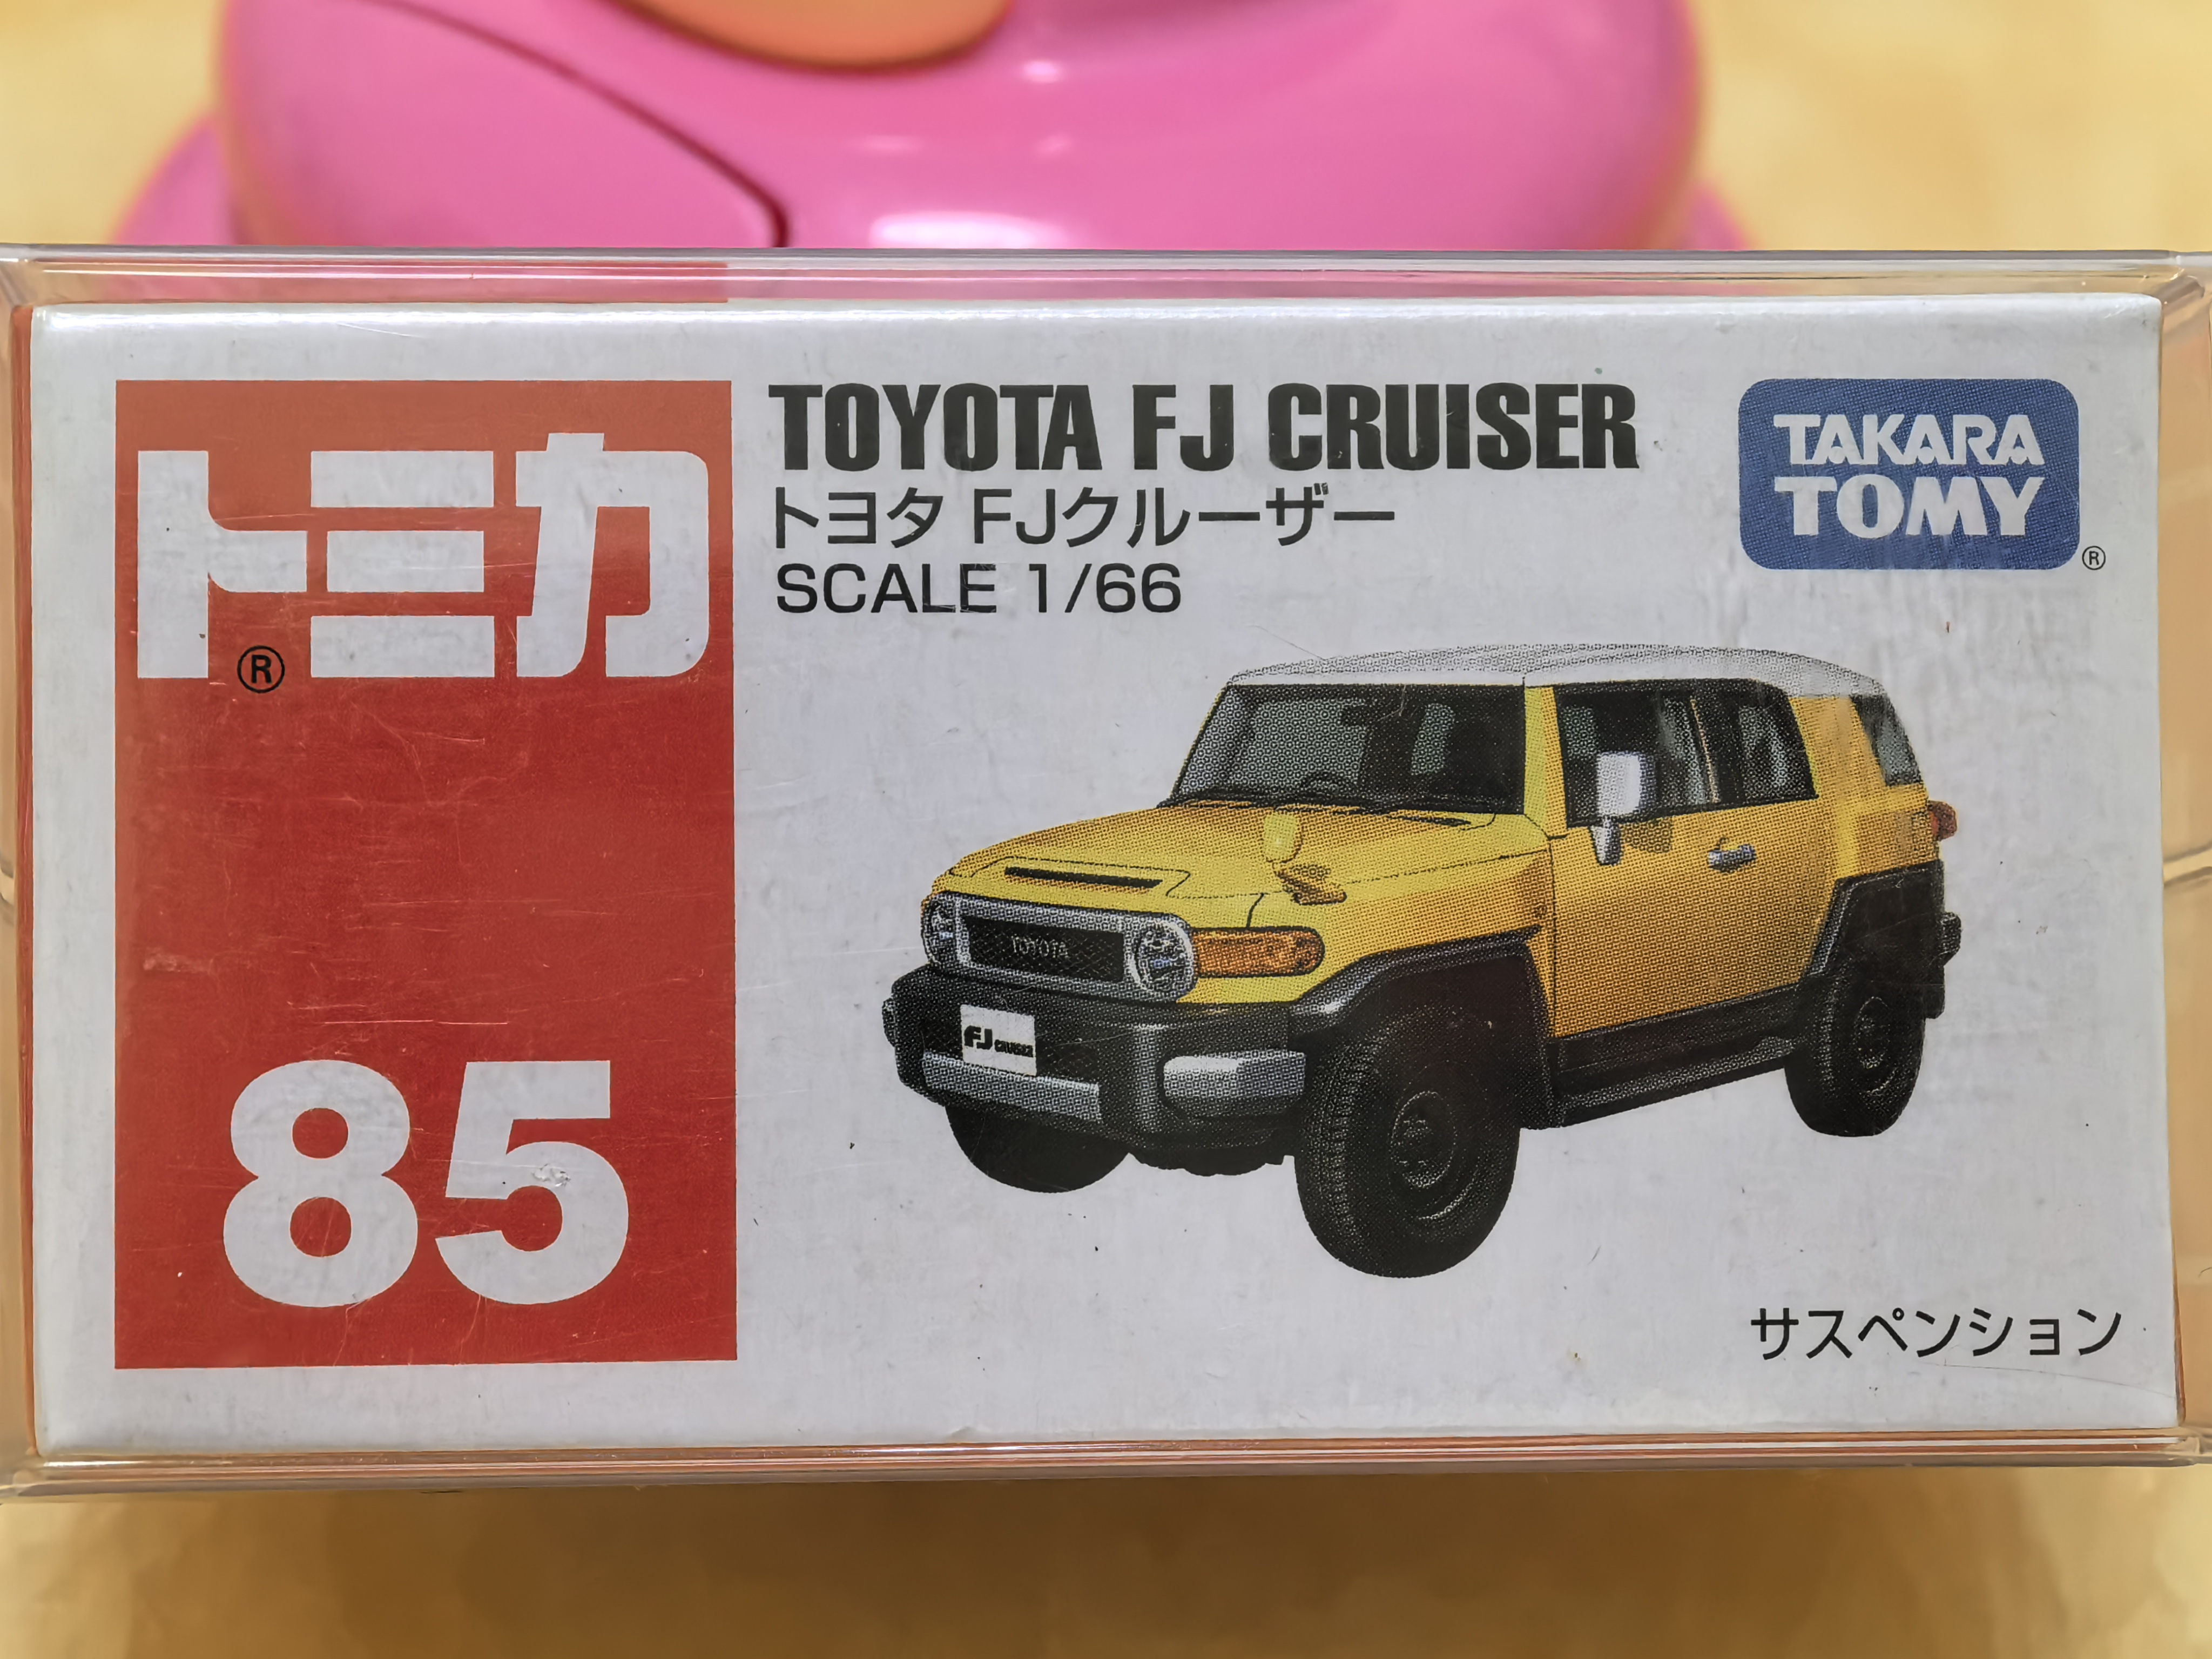 トミカ
®
85
TOYOTA FJ CRUISER
トヨタ FJクルーザー
SCALE 1/66
TAKARA
TOMY
®
TOYOTA
FJ CRUISER
サスペンション